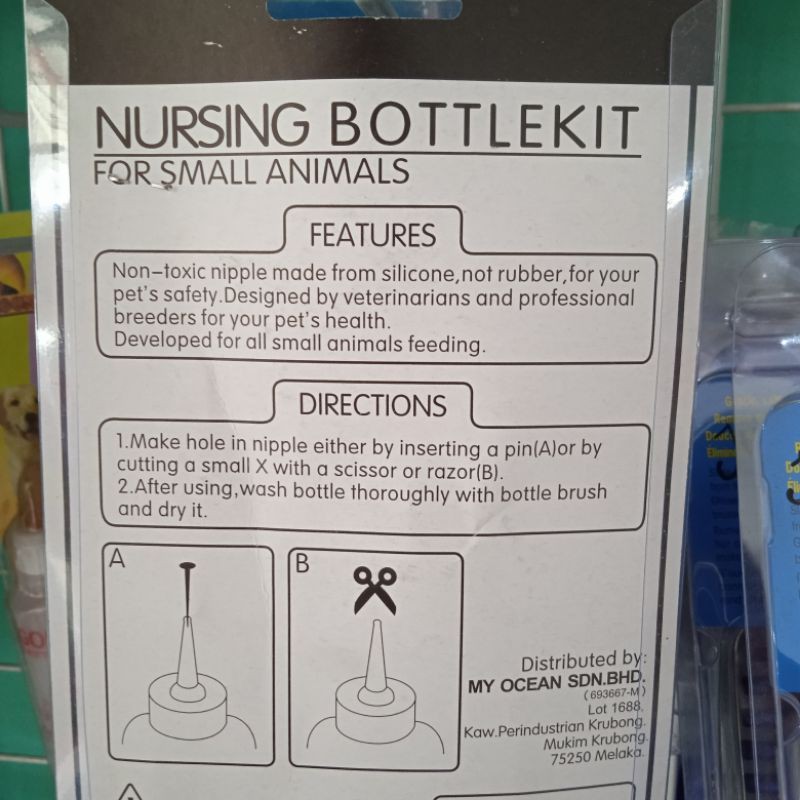 NURSING BOTTLEKIT
FOR SMALL ANIMALS
FEATURES
Non-toxic nipple made from silicone,not rubber,for your
pet's safety.Designed by veterinarians and professional
breeders for your pet's health.
Developed for all small animals feeding.
DIRECTIONS
1.Make hole in nipple either by inserting a pin(A)or by
cutting a small X with a scissor or razor(B).
2.After using,wash bottle thoroughly with bottle brush
and dry it.
A
B
Distributed by:
MY OCEAN SDN.BHD.
(693667-M)
Lot 1688.
Kaw.Perindustrian Krubong.
Mukim Krubong.
75250 Melaka.